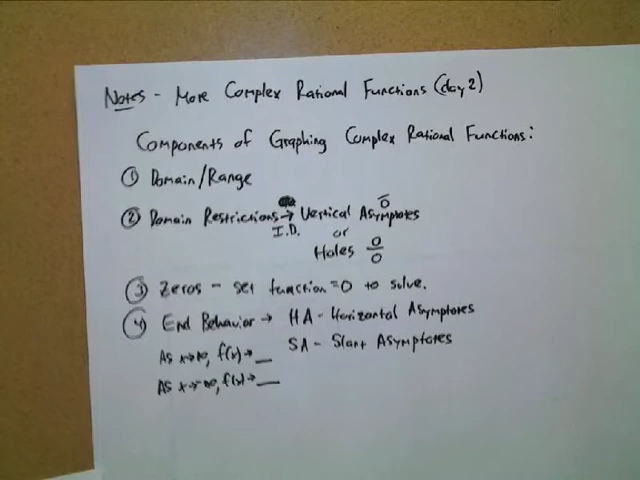 Notes - More Complex Rational Functions (day 2)
Components of Graphing Complex Rational Functions:
① Domain/Range
② Domain Restrictions → Vertical Asymptotes
I.D. or
Holes 0/0
③ Zeros - set function = 0 to solve.
④ End Behavior → HA - Horizontal Asymptotes
SA - Slant Asymptotes
As x→∞, f(x)→__
As x→-∞, f(x)→__